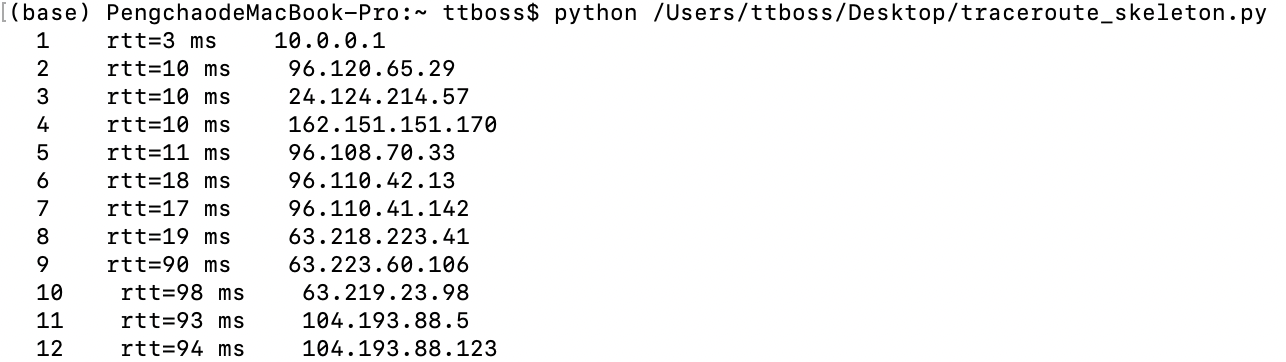 [(base) PengchaodeMacBook-Pro:~ ttboss$ python /Users/ttboss/Desktop/traceroute_skeleton.py
1 rtt=3 ms 10.0.0.1
2 rtt=10 ms 96.120.65.29
3 rtt=10 ms 24.124.214.57
4 rtt=10 ms 162.151.151.170
5 rtt=11 ms 96.108.70.33
6 rtt=18 ms 96.110.42.13
7 rtt=17 ms 96.110.41.142
8 rtt=19 ms 63.218.223.41
9 rtt=90 ms 63.223.60.106
10 rtt=98 ms 63.219.23.98
11 rtt=93 ms 104.193.88.5
12 rtt=94 ms 104.193.88.123